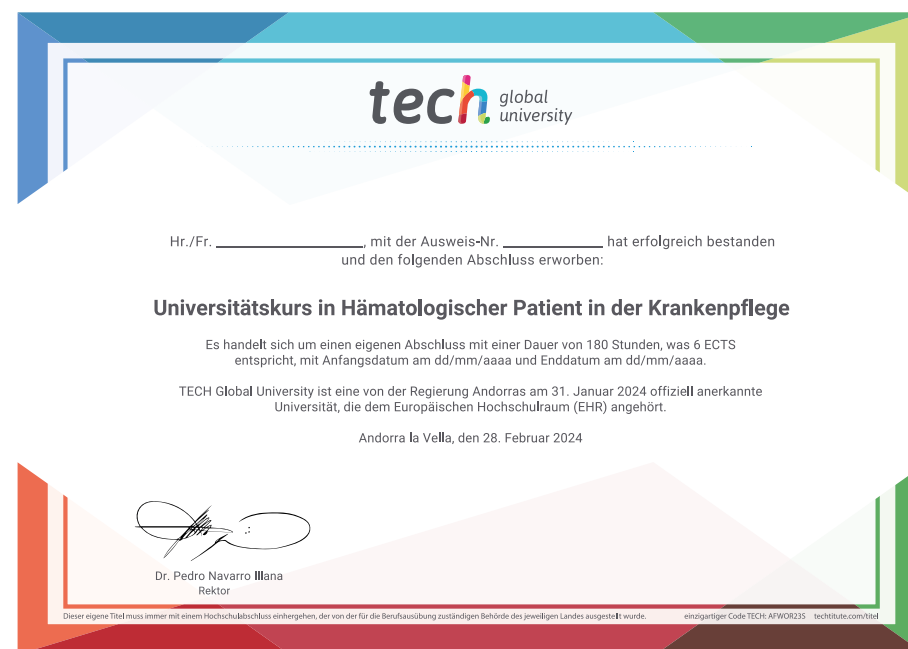 tech global university
Hr./Fr. ____________________, mit der Ausweis-Nr. ______________ hat erfolgreich bestanden
und den folgenden Abschluss erworben:
Universitätskurs in Hämatologischer Patient in der Krankenpflege
Es handelt sich um einen eigenen Abschluss mit einer Dauer von 180 Stunden, was 6 ECTS
entspricht, mit Anfangsdatum am dd/mm/aaaa und Enddatum am dd/mm/aaaa.
TECH Global University ist eine von der Regierung Andorras am 31. Januar 2024 offiziell anerkannte
Universität, die dem Europäischen Hochschulraum (EHR) angehört.
Andorra la Vella, den 28. Februar 2024
Dr. Pedro Navarro Illana
Rektor
Dieser eigene Titel muss immer mit einem Hochschulabschluss einhergehen, der von der für die Berufsausübung zuständigen Behörde des jeweiligen Landes ausgestellt wurde. einzigartiger Code TECH: AFWOR23S techtitute.com/titel